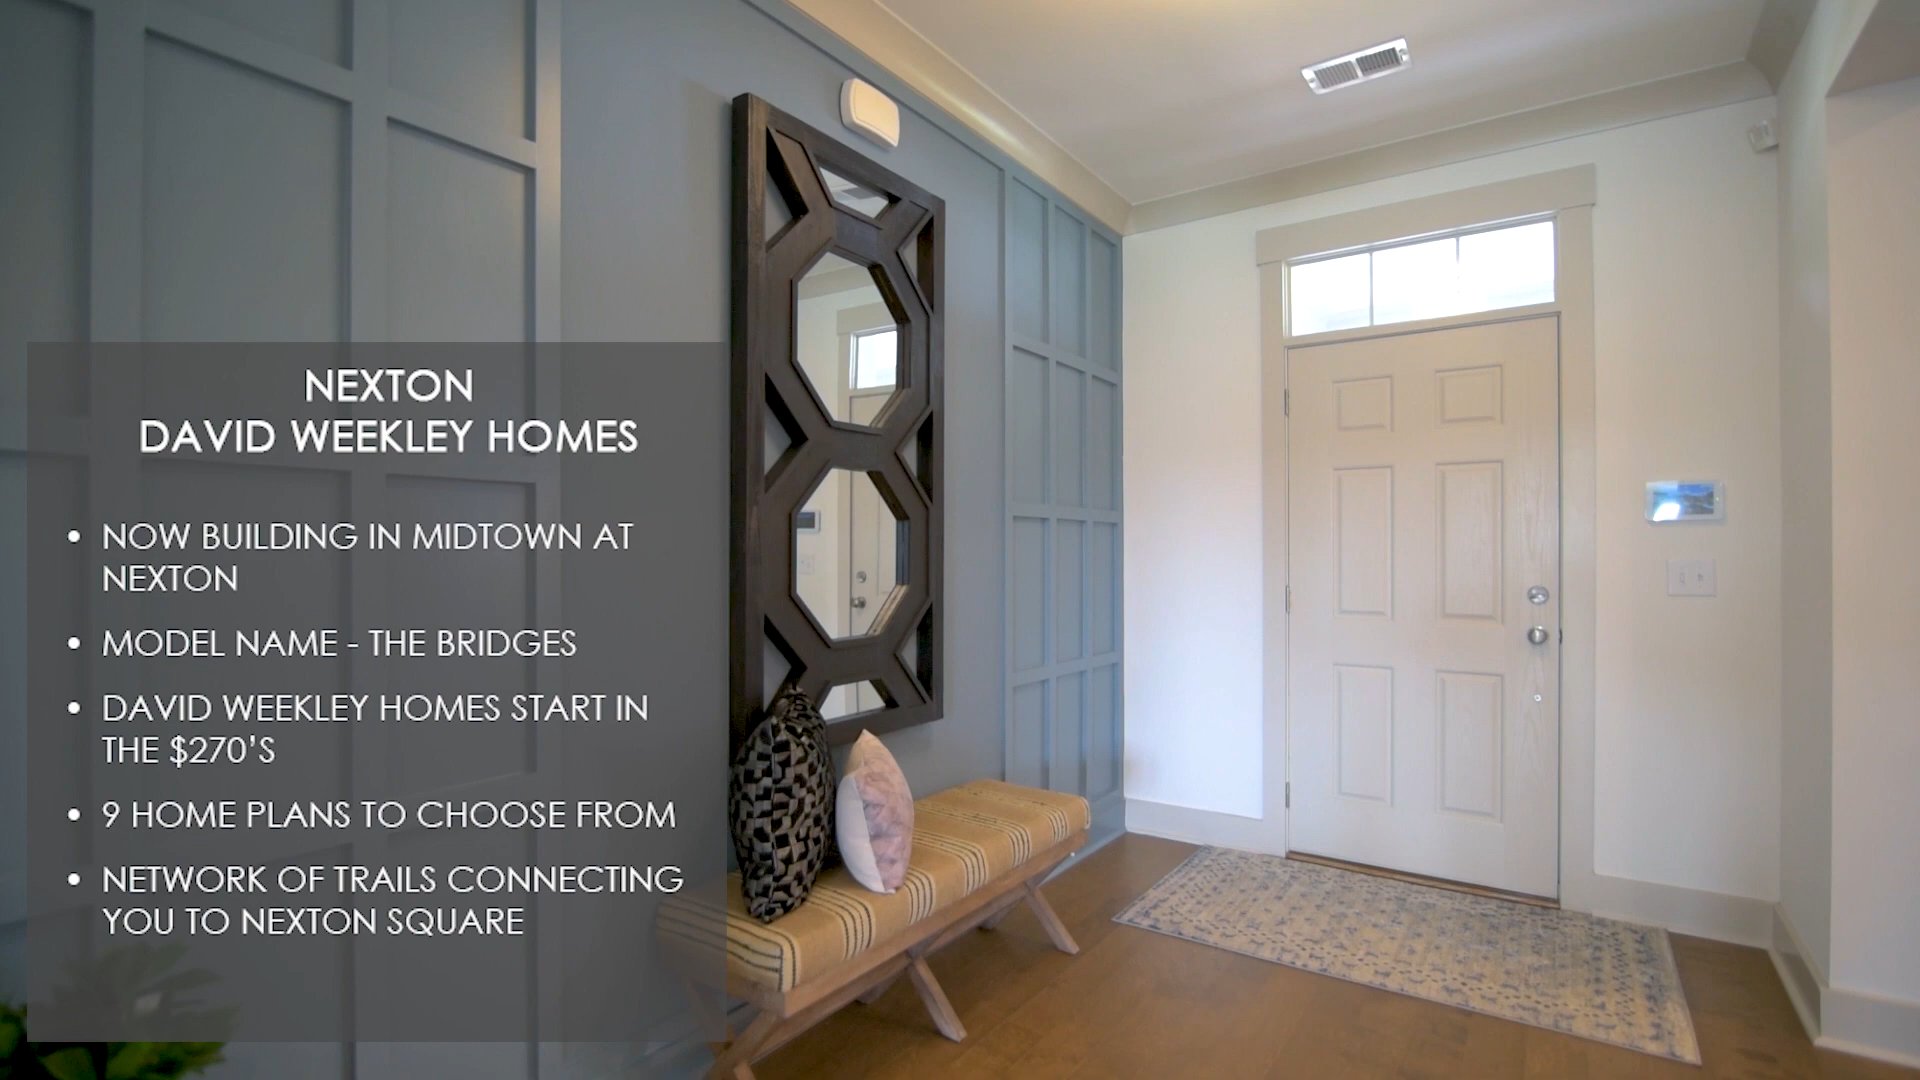 NEXTON
DAVID WEEKLEY HOMES
• NOW BUILDING IN MIDTOWN AT
NEXTON
• MODEL NAME - THE BRIDGES
• DAVID WEEKLEY HOMES START IN
THE $270'S
• 9 HOME PLANS TO CHOOSE FROM
• NETWORK OF TRAILS CONNECTING
YOU TO NEXTON SQUARE